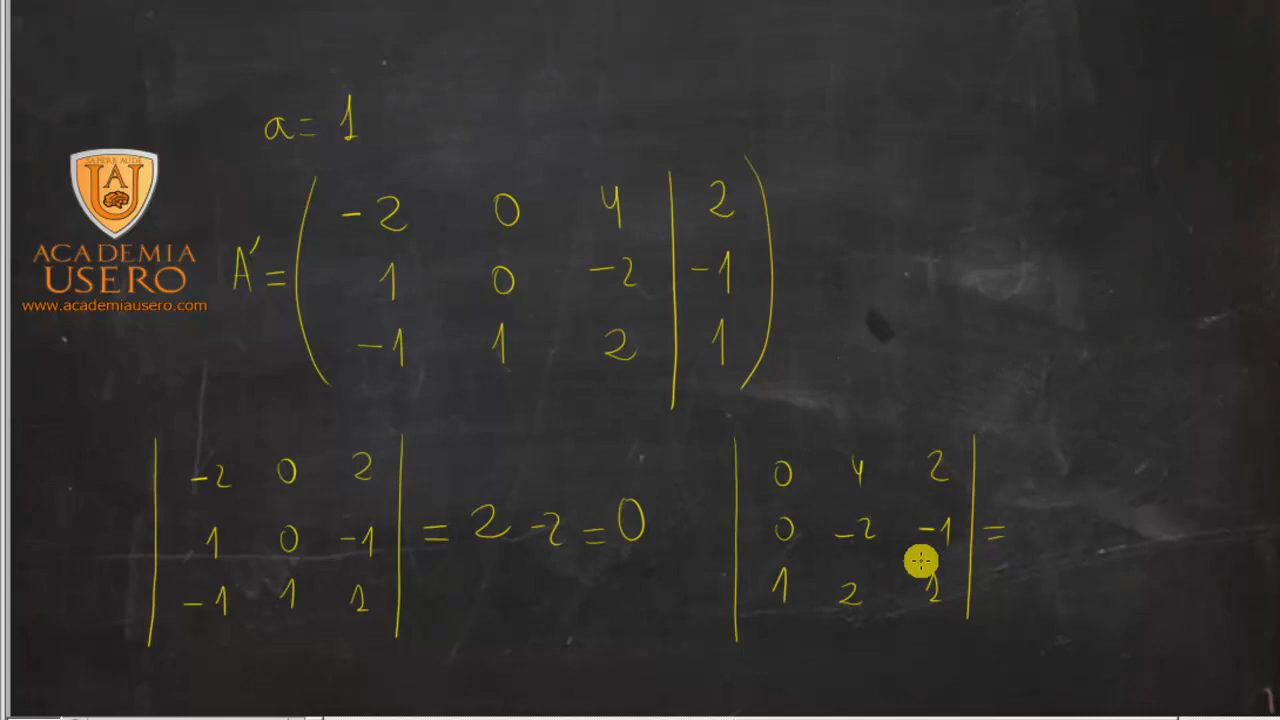 a = 1
SAPERE AUDE
UA
ACADEMIA
USERO
www.academiausero.com
A' = ( -2 0 4 | 2
1 0 -2 | -1
-1 1 2 | 1 )
| -2 0 2 |
| 1 0 -1 | = 2 - 2 = 0
| -1 1 1 |
| 0 4 2 |
| 0 -2 -1 | =
| 1 2 1 |